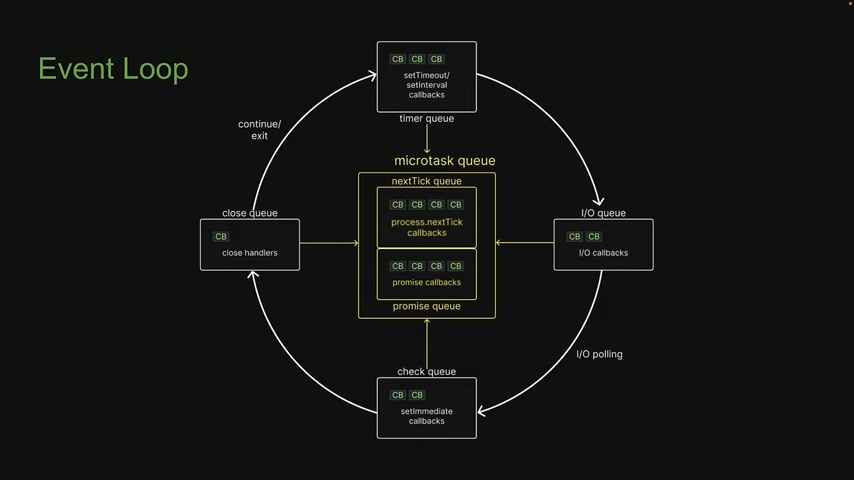 Event Loop
CB CB CB
setTimeout/
setInterval
callbacks
timer queue
continue/
exit
microtask queue
nextTick queue
CB CB CB CB
process.nextTick
callbacks
CB CB CB CB
promise callbacks
promise queue
close queue
CB
close handlers
I/O queue
CB CB
I/O callbacks
I/O polling
check queue
CB CB
setImmediate
callbacks